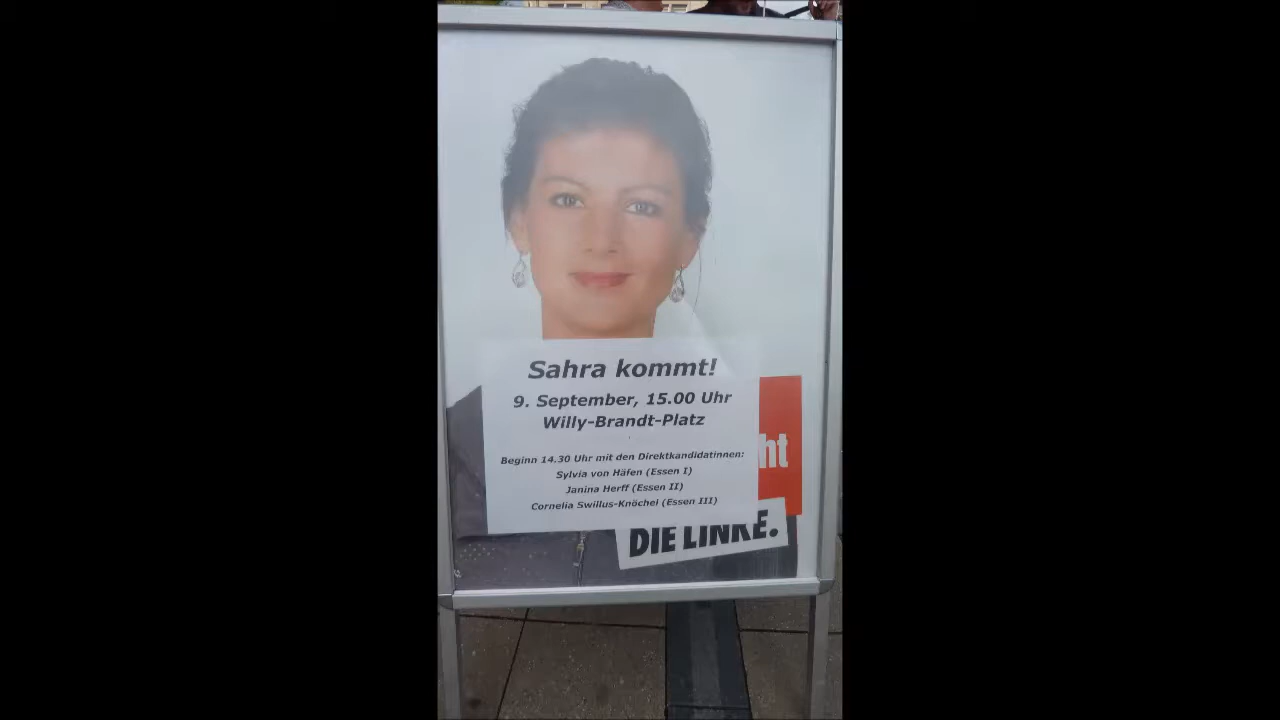 Sahra kommt!
9. September, 15.00 Uhr
Willy-Brandt-Platz
Beginn 14.30 Uhr mit den Direktkandidatinnen:
Sylvia von Häfen (Essen I)
Janina Herff (Essen II)
Cornelia Swillus-Knöchel (Essen III)
ht
DIE LINKE.